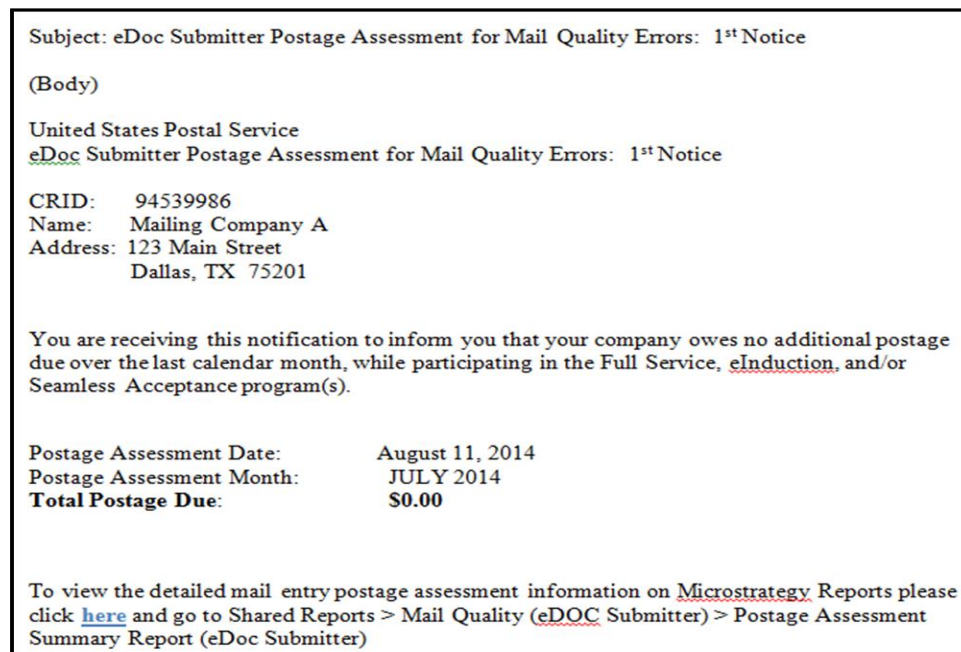 Subject: eDoc Submitter Postage Assessment for Mail Quality Errors: 1st Notice
(Body)
United States Postal Service
eDoc Submitter Postage Assessment for Mail Quality Errors: 1st Notice
CRID: 94539986
Name: Mailing Company A
Address: 123 Main Street
Dallas, TX 75201
You are receiving this notification to inform you that your company owes no additional postage
due over the last calendar month, while participating in the Full Service, eInduction, and/or
Seamless Acceptance program(s).
Postage Assessment Date: August 11, 2014
Postage Assessment Month: JULY 2014
Total Postage Due: $0.00
To view the detailed mail entry postage assessment information on Microstrategy Reports please
click here and go to Shared Reports > Mail Quality (eDOC Submitter) > Postage Assessment
Summary Report (eDoc Submitter)